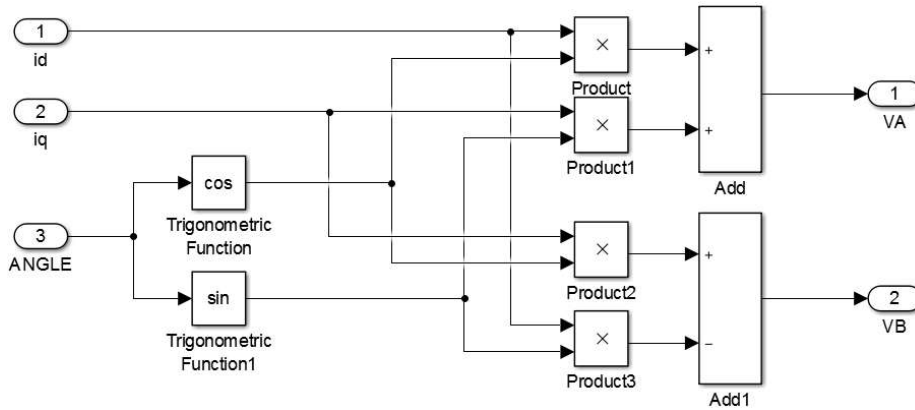 1
id
×
Product
+
+
Add
1
VA
2
iq
×
Product1
cos
Trigonometric
Function
3
ANGLE
sin
Trigonometric
Function1
×
Product2
+
−
Add1
2
VB
×
Product3